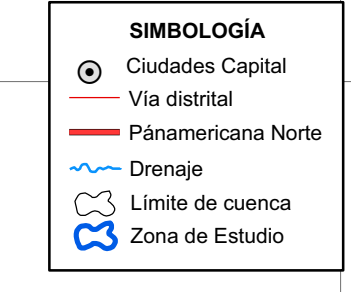 SIMBOLOGÍA
Ciudades Capital
Vía distrital
Pánamericana Norte
Drenaje
Límite de cuenca
Zona de Estudio